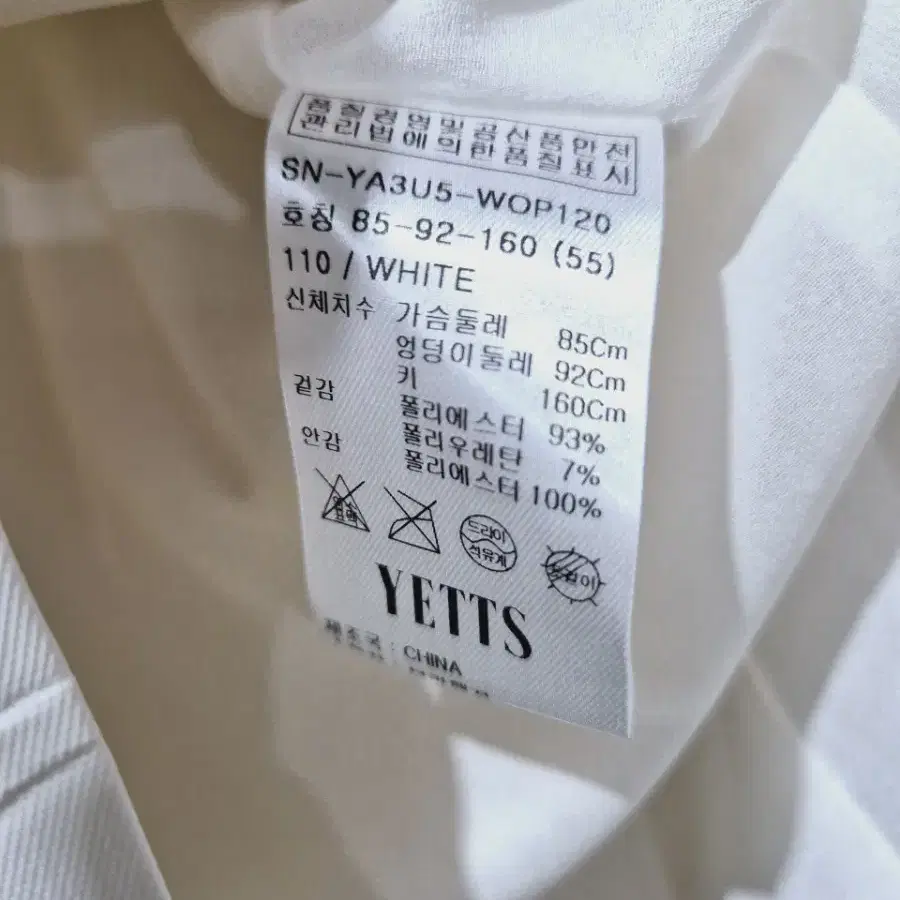 품질경영및공산품안전
관리법에의한품질표시
SN-YA3U5-WOP120
호칭 85-92-160 (55)
110 / WHITE
신체치수 가슴둘레 85Cm
엉덩이둘레 92Cm
키 160Cm
겉감 폴리에스터 93%
폴리우레탄 7%
안감 폴리에스터 100%
염소
표백
드라이
석유계
YETTS
제조국 : CHINA